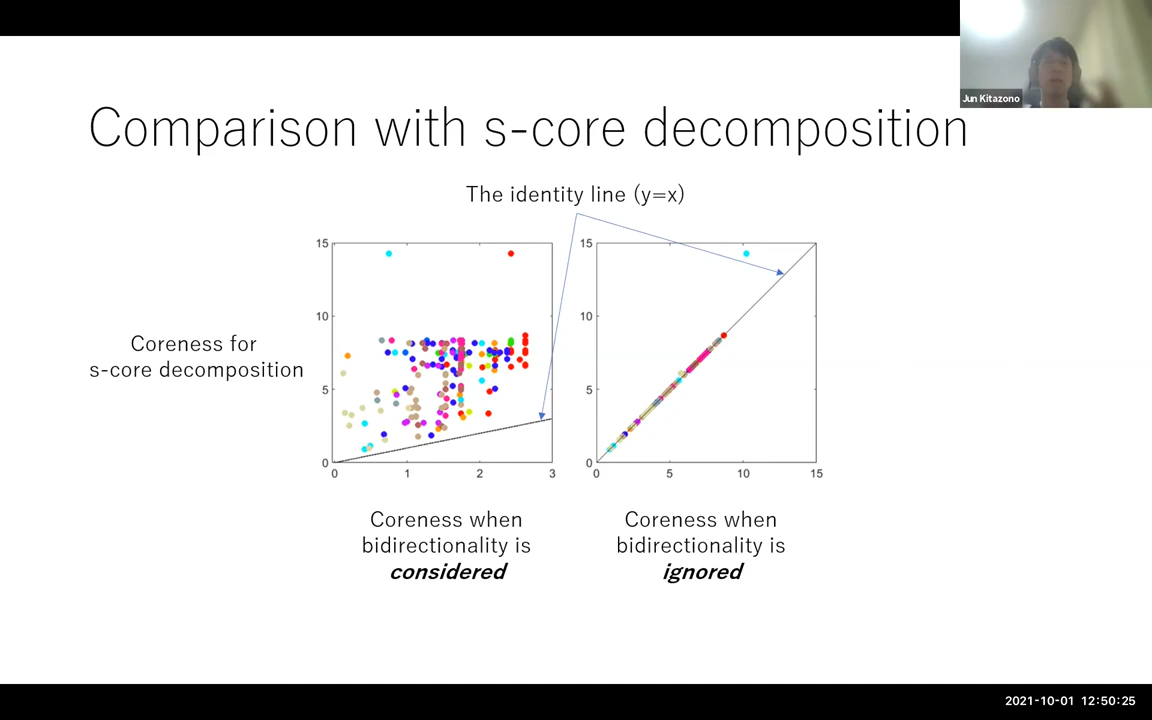 Jun Kitazono
Comparison with s-core decomposition
The identity line (y=x)
15
10
5
0
0
1
2
3
15
10
5
0
0
5
10
15
Coreness for
s-core decomposition
Coreness when
bidirectionality is
considered
Coreness when
bidirectionality is
ignored
2021-10-01 12:50:25